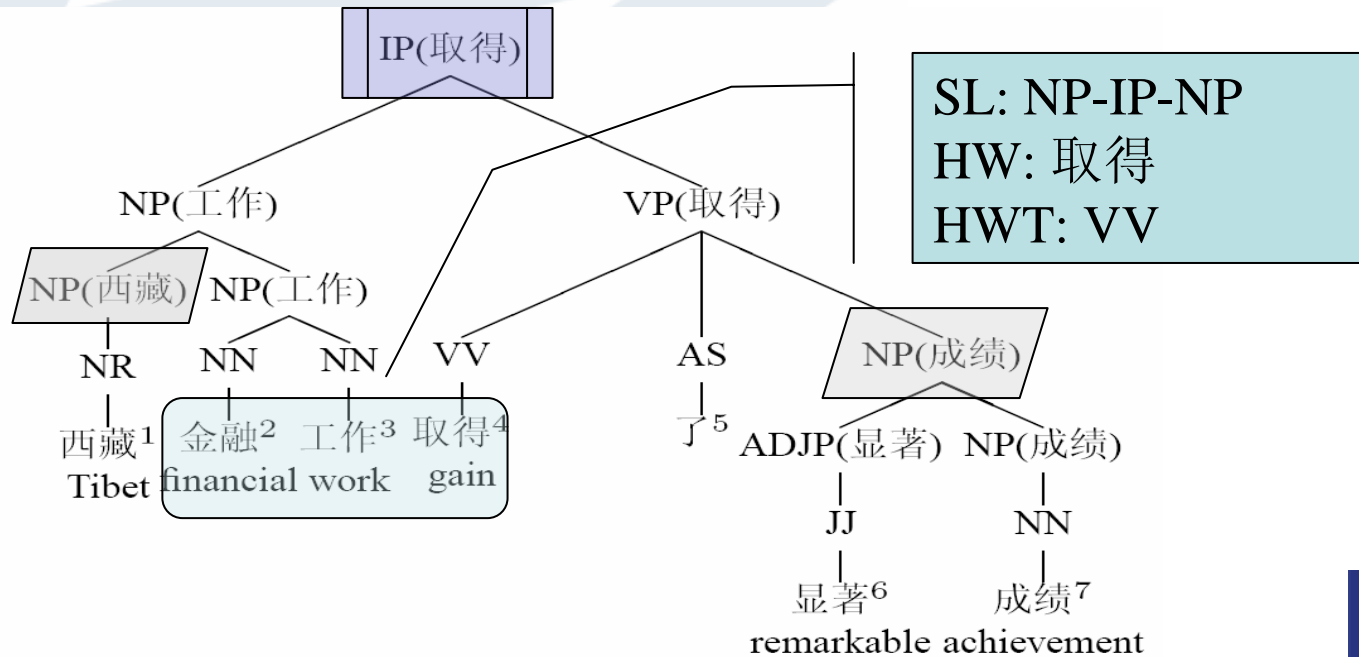 IP(取得)
SL: NP-IP-NP
HW: 取得
HWT: VV
NP(工作) VP(取得)
NP(西藏) NP(工作)
NR NN NN VV AS NP(成绩)
西藏1 金融2 工作3 取得4 了5 ADJP(显著) NP(成绩)
Tibet financial work gain
JJ NN
显著6 成绩7
remarkable achievement